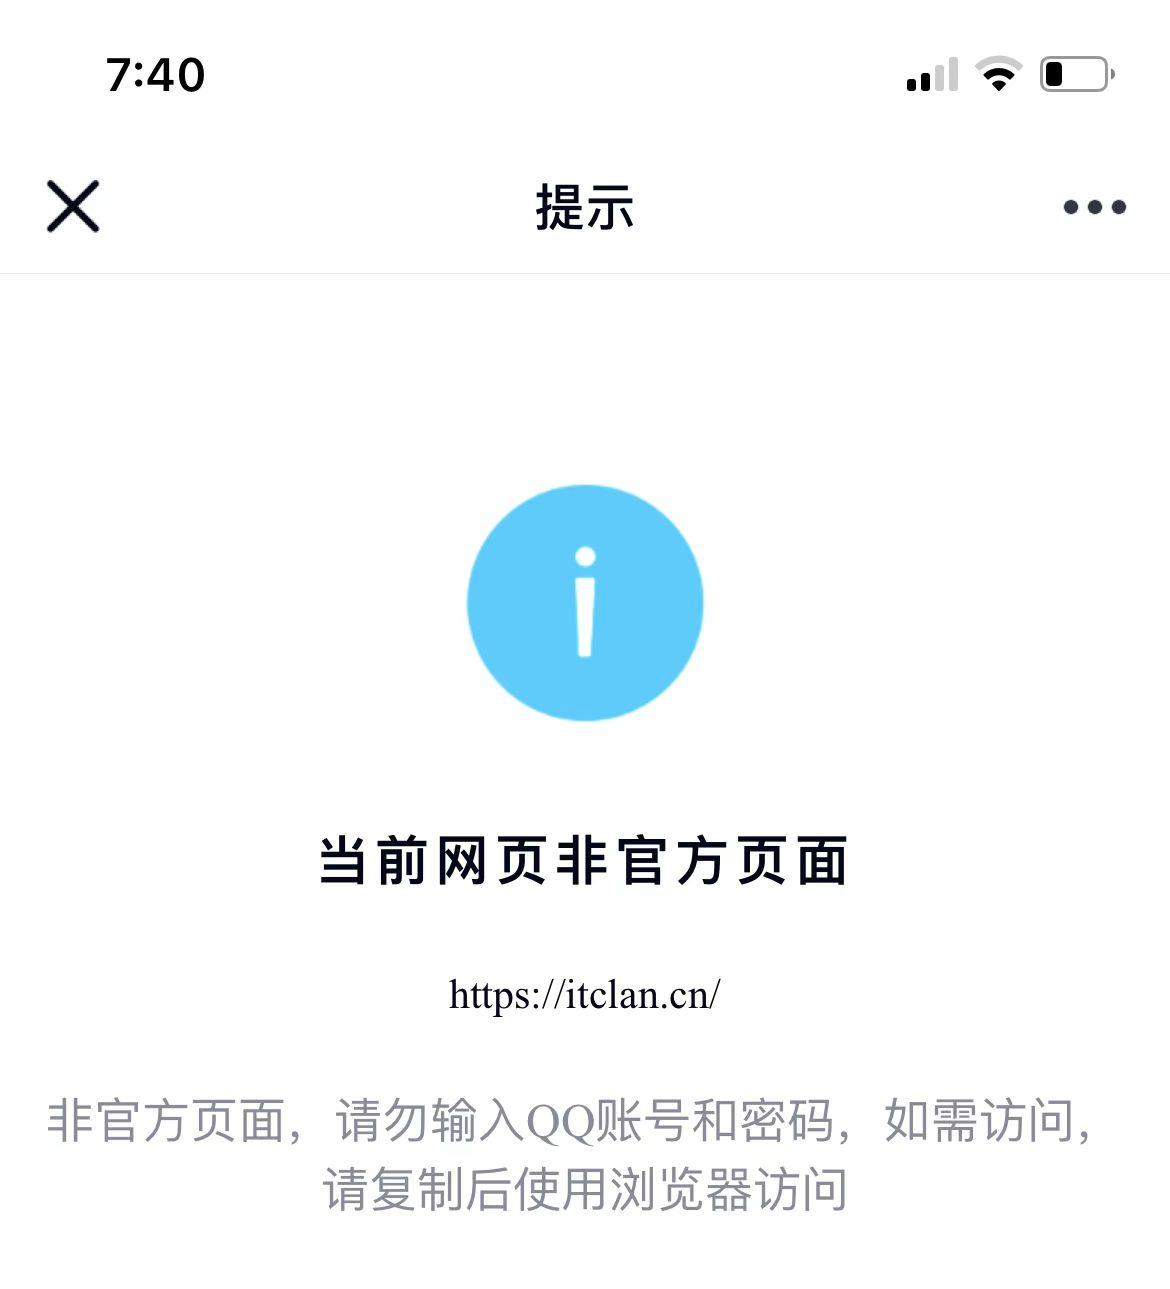 7:40
提示
当前网页非官方页面
https://itclan.cn/
非官方页面，请勿输入QQ账号和密码，如需访问，
请复制后使用浏览器访问